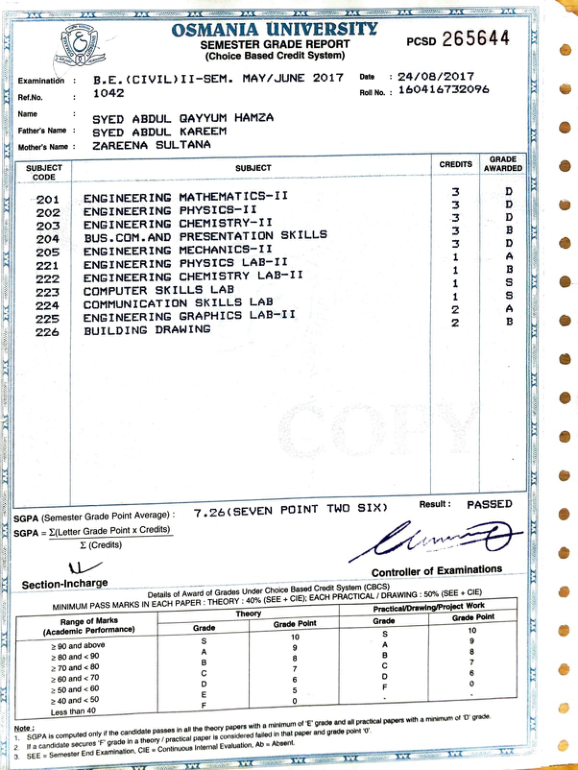 OSMANIA UNIVERSITY
SEMESTER GRADE REPORT
(Choice Based Credit System)
PCSD 265644
Examination : B.E.(CIVIL)II-SEM. MAY/JUNE 2017 Date : 24/08/2017
Ref.No. : 1042 Roll No. : 160416732096
Name : SYED ABDUL QAYYUM HAMZA
Father's Name : SYED ABDUL KAREEM
Mother's Name : ZAREENA SULTANA
SUBJECT CODE SUBJECT CREDITS GRADE AWARDED
201 ENGINEERING MATHEMATICS-II 3 D
202 ENGINEERING PHYSICS-II 3 D
203 ENGINEERING CHEMISTRY-II 3 D
204 BUS.COM.AND PRESENTATION SKILLS 3 B
205 ENGINEERING MECHANICS-II 3 D
221 ENGINEERING PHYSICS LAB-II 1 A
222 ENGINEERING CHEMISTRY LAB-II 1 B
223 COMPUTER SKILLS LAB 1 S
224 COMMUNICATION SKILLS LAB 1 S
225 ENGINEERING GRAPHICS LAB-II 2 A
226 BUILDING DRAWING 2 B
COPY
SGPA (Semester Grade Point Average) : 7.26(SEVEN POINT TWO SIX) Result : PASSED
SGPA = Σ(Letter Grade Point x Credits)
Σ (Credits)
Section-Incharge Controller of Examinations
Details of Award of Grades Under Choice Based Credit System (CBCS)
MINIMUM PASS MARKS IN EACH PAPER : THEORY : 40% (SEE + CIE); EACH PRACTICAL / DRAWING : 50% (SEE + CIE)
Range of Marks (Academic Performance) Theory Practical/Drawing/Project Work
Grade Grade Point Grade Grade Point
≥ 90 and above S 10 S 10
≥ 80 and < 90 A 9 A 9
≥ 70 and < 80 B 8 B 8
≥ 60 and < 70 C 7 C 7
≥ 50 and < 60 D 6 D 6
≥ 40 and < 50 E 5 F 0
Less than 40 F 0 - -
Note :
1. SGPA is computed only if the candidate passes in all the theory papers with a minimum of 'E' grade and all practical papers with a minimum of 'D' grade.
2. If a candidate secures 'F' grade in a theory / practical paper is considered failed in that paper and grade point '0'.
3. SEE = Semester End Examination, CIE = Continuous Internal Evaluation, Ab = Absent.